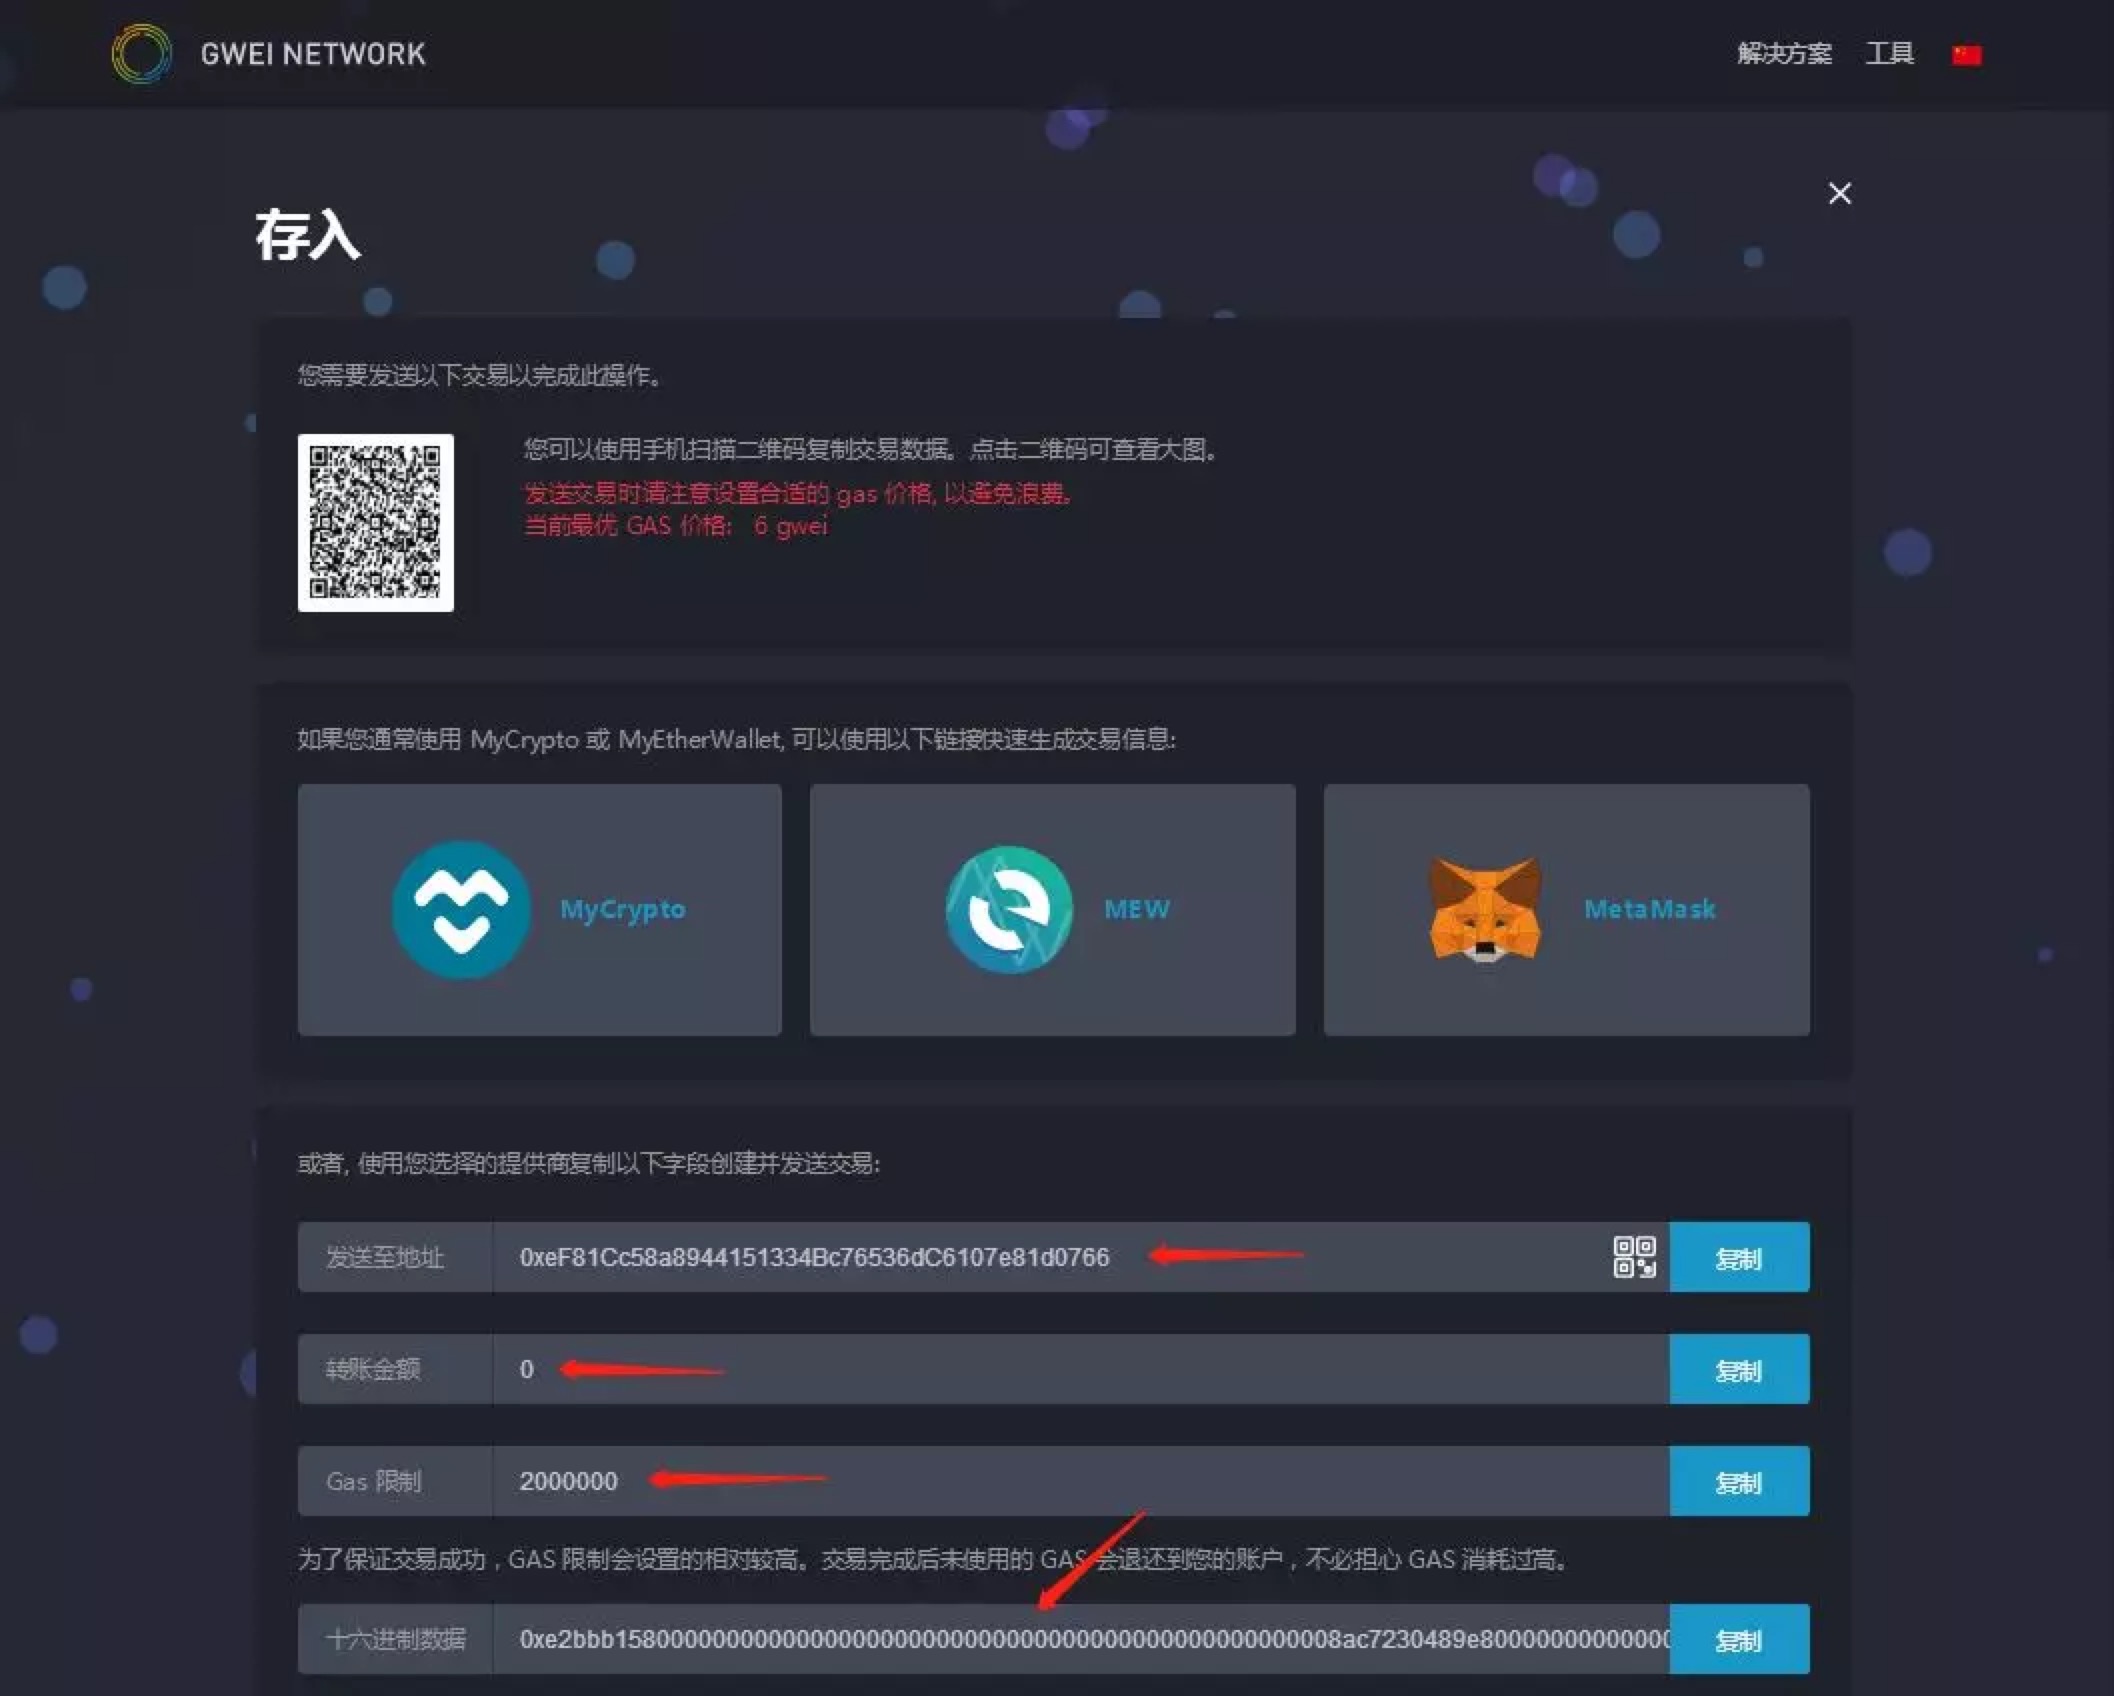 GWEI NETWORK
解决方案 工具
存入
您需要发送以下交易以完成此操作。
您可以使用手机扫描二维码复制交易数据。点击二维码可查看大图。
发送交易时请注意设置合适的 gas 价格, 以避免浪费。
当前最优 GAS 价格: 6 gwei
如果您通常使用 MyCrypto 或 MyEtherWallet, 可以使用以下链接快速生成交易信息:
MyCrypto
MEW
MetaMask
或者, 使用您选择的提供商复制以下字段创建并发送交易:
发送至地址 0xeF81Cc58a8944151334Bc76536dC6107e81d0766 复制
转账金额 0 复制
Gas 限制 2000000 复制
为了保证交易成功，GAS 限制会设置的相对较高。交易完成后未使用的 GAS 会退还到您的账户，不必担心 GAS 消耗过高。
十六进制数据 复制